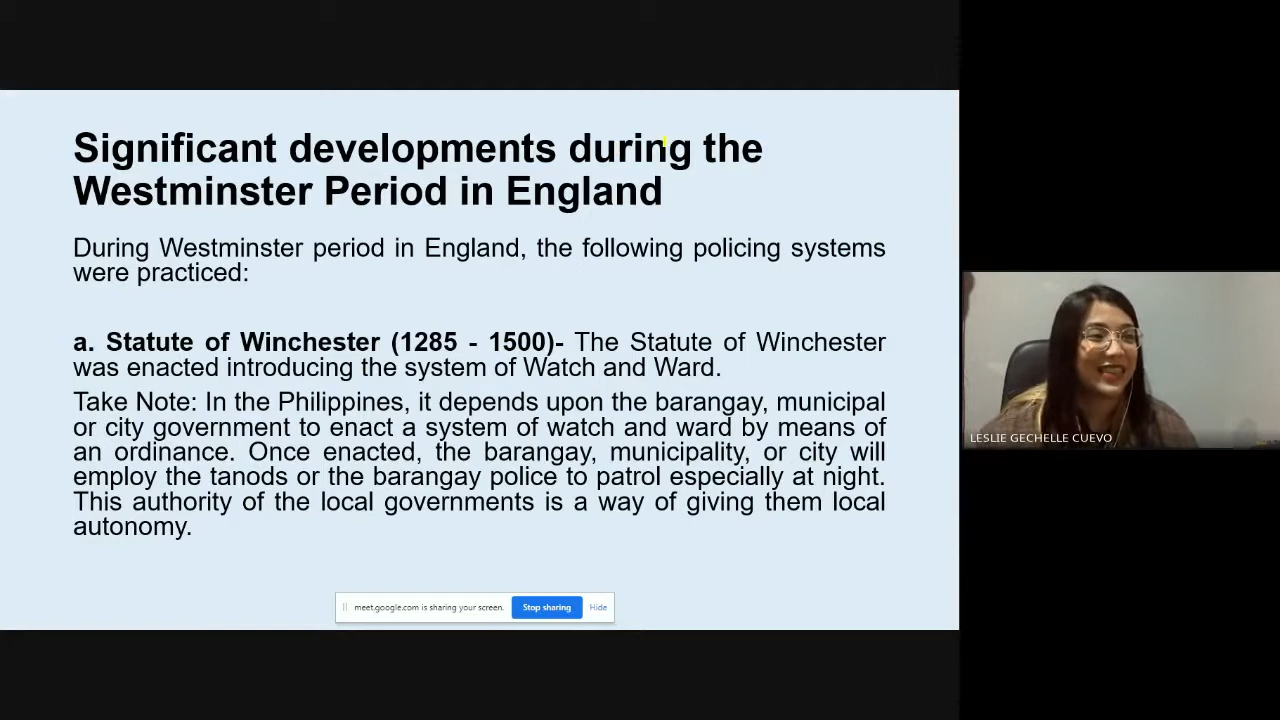 Significant developments during the
Westminster Period in England
During Westminster period in England, the following policing systems
were practiced:
a. Statute of Winchester (1285 - 1500)- The Statute of Winchester
was enacted introducing the system of Watch and Ward.
Take Note: In the Philippines, it depends upon the barangay, municipal
or city government to enact a system of watch and ward by means of
an ordinance. Once enacted, the barangay, municipality, or city will
employ the tanods or the barangay police to patrol especially at night.
This authority of the local governments is a way of giving them local
autonomy.
meet.google.com is sharing your screen. Stop sharing Hide
LESLIE GECHELLE CUEVO